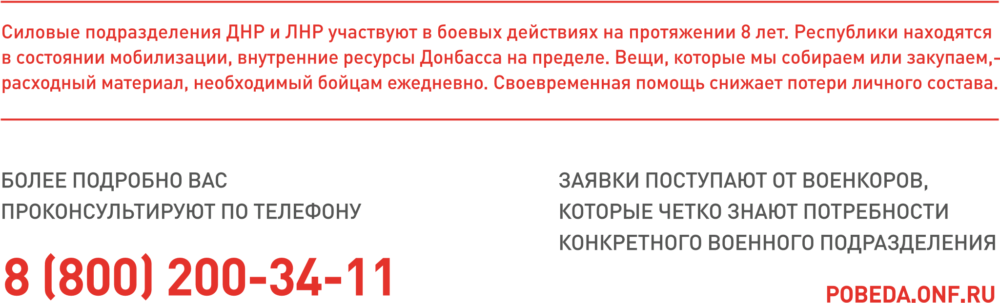 Силовые подразделения ДНР и ЛНР участвуют в боевых действиях на протяжении 8 лет. Республики находятся
в состоянии мобилизации, внутренние ресурсы Донбасса на пределе. Вещи, которые мы собираем или закупаем,-
расходный материал, необходимый бойцам ежедневно. Своевременная помощь снижает потери личного состава.
БОЛЕЕ ПОДРОБНО ВАС
ПРОКОНСУЛЬТИРУЮТ ПО ТЕЛЕФОНУ
8 (800) 200-34-11
ЗАЯВКИ ПОСТУПАЮТ ОТ ВОЕНКОРОВ,
КОТОРЫЕ ЧЕТКО ЗНАЮТ ПОТРЕБНОСТИ
КОНКРЕТНОГО ВОЕННОГО ПОДРАЗДЕЛЕНИЯ
POBEDA.ONF.RU